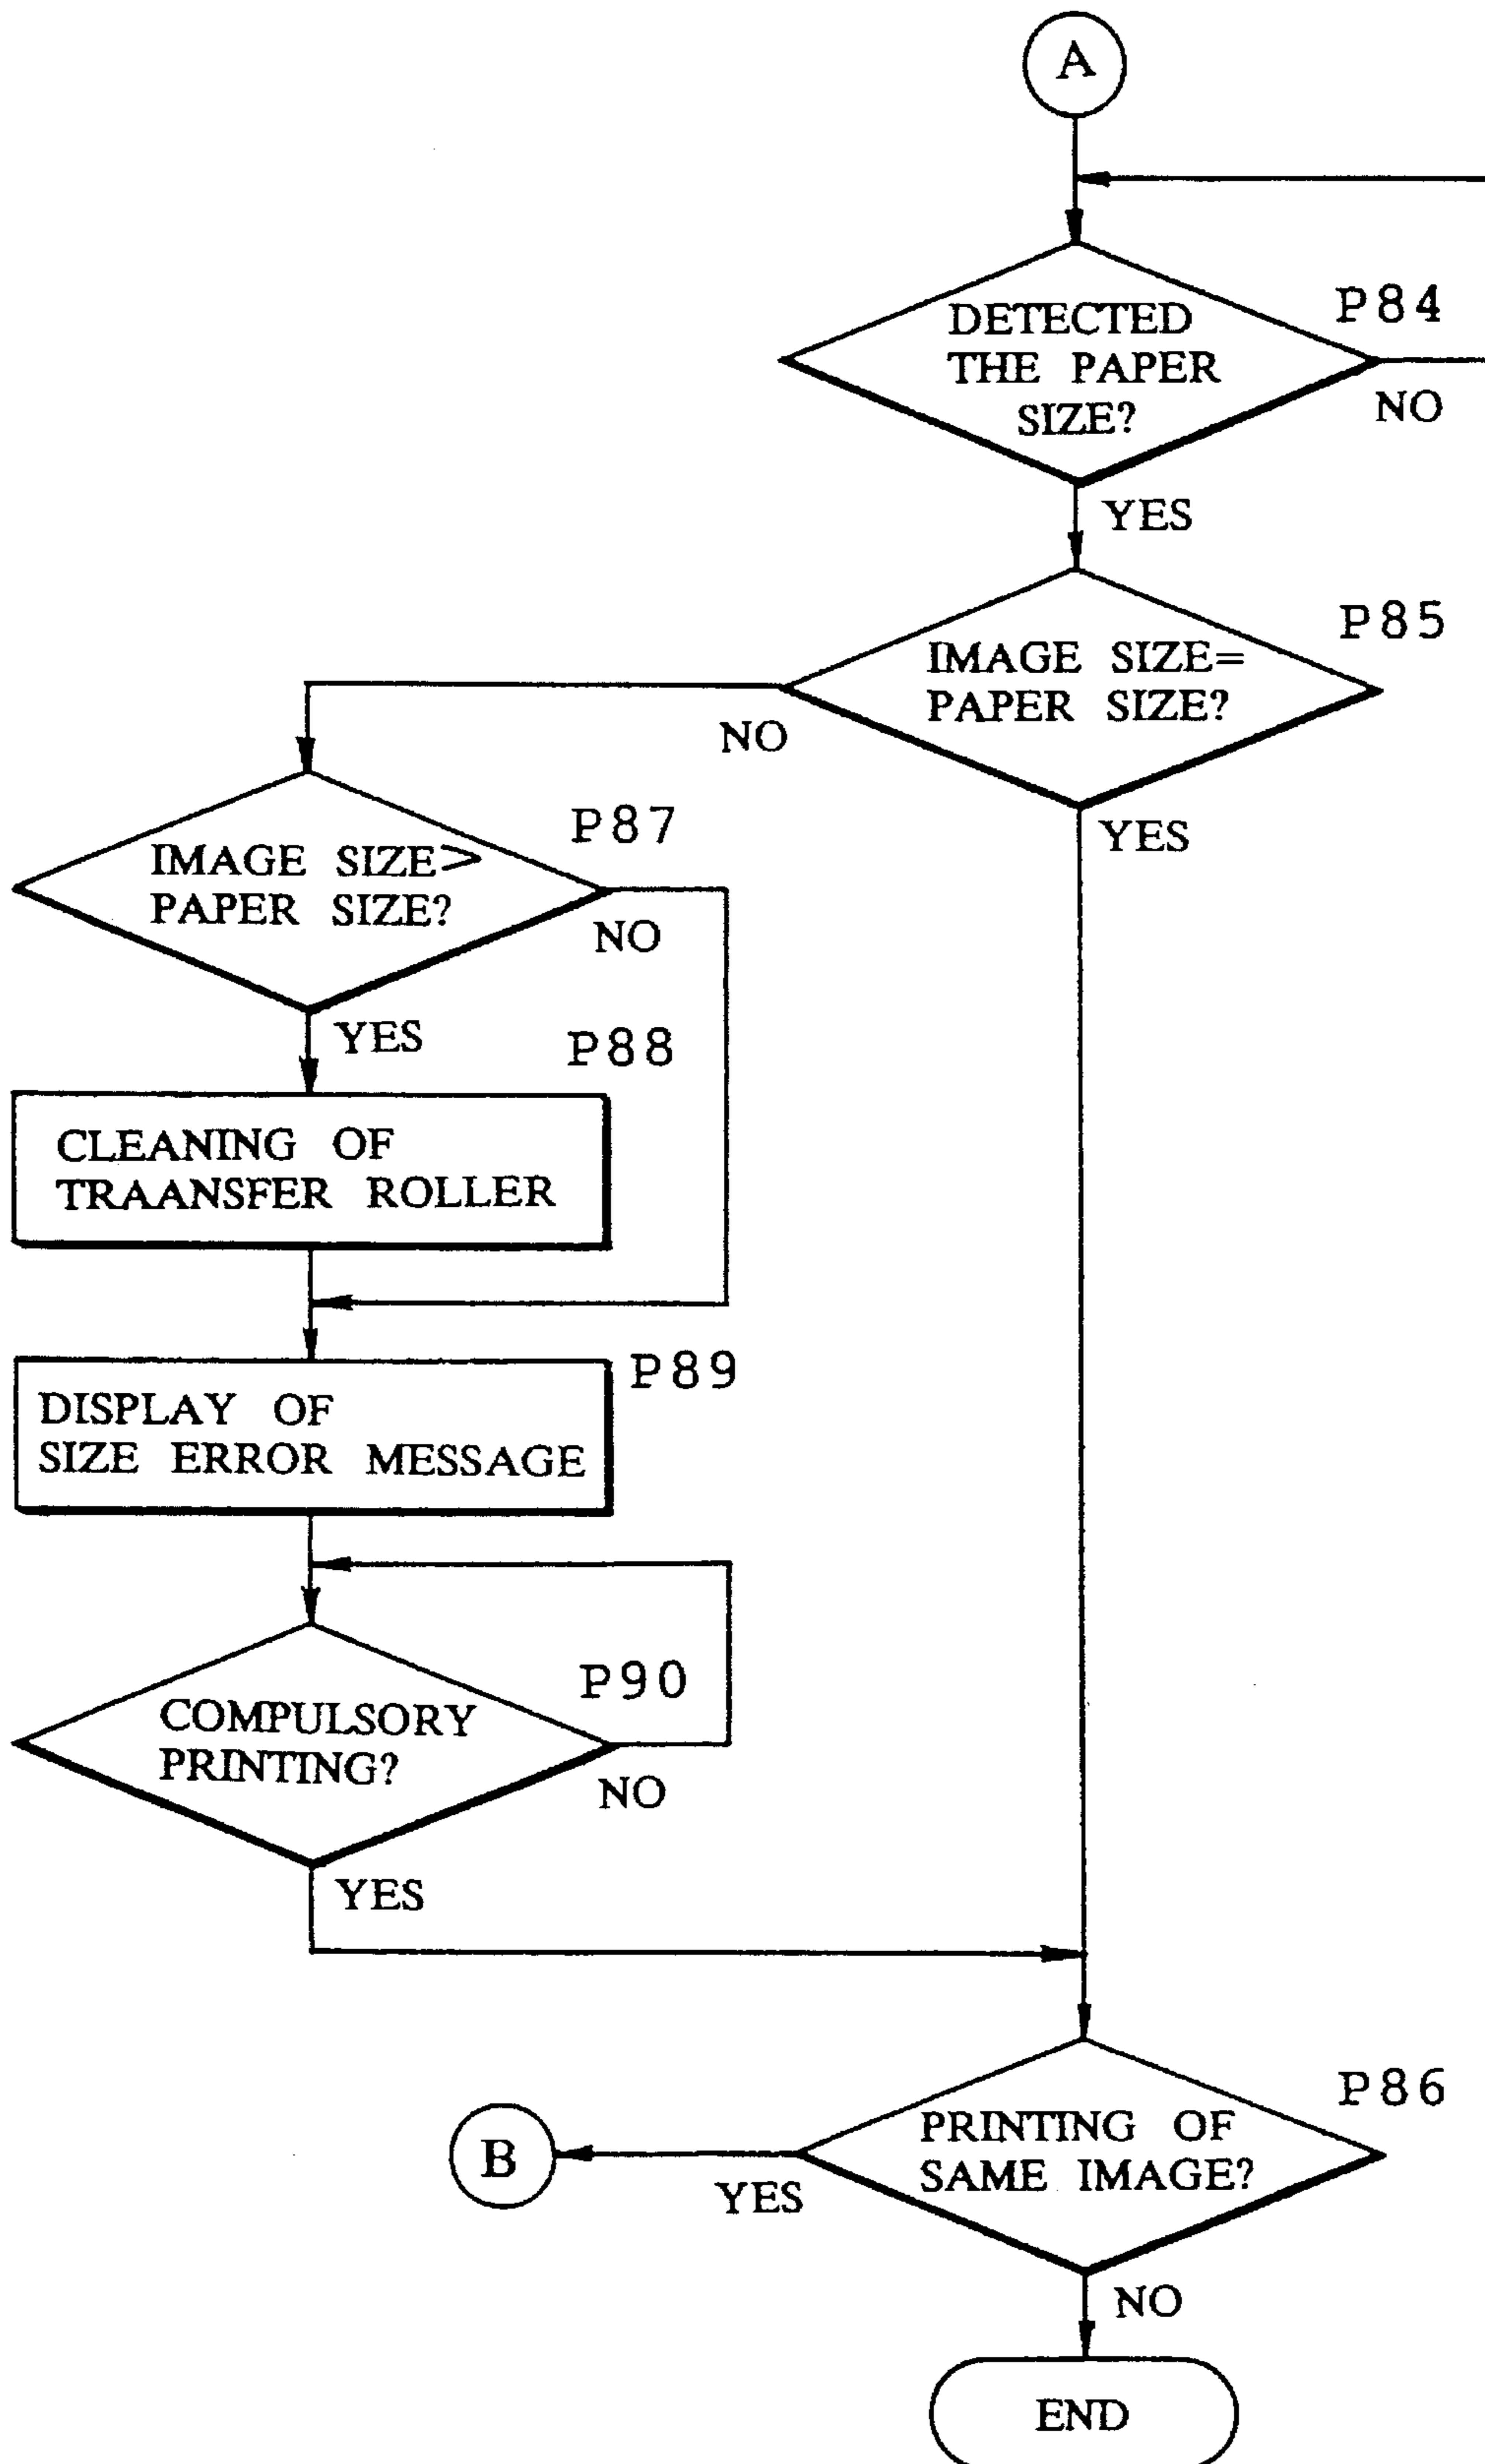 A
DETECTED
THE PAPER
SIZE?
P84
NO
YES
IMAGE SIZE=
PAPER SIZE?
P85
NO
YES
IMAGE SIZE>
PAPER SIZE?
P87
NO
YES
P88
CLEANING OF
TRAANSFER ROLLER
P89
DISPLAY OF
SIZE ERROR MESSAGE
P90
COMPULSORY
PRINTING?
NO
YES
P86
PRINTING OF
SAME IMAGE?
B
YES
NO
END